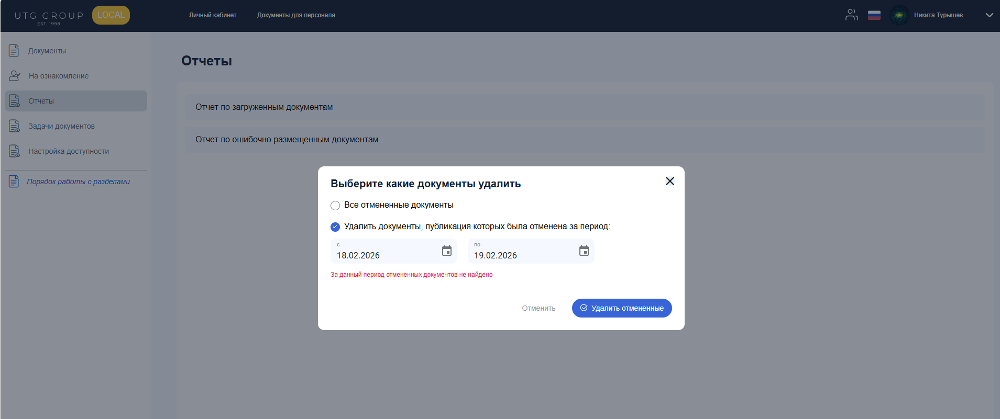 UTG GROUP
EST. 1998
LOCAL
Личный кабинет
Документы для персонала
Никита Турышев
Документы
На ознакомление
Отчеты
Задачи документов
Настройка доступности
Порядок работы с разделами
Отчеты
Отчет по загруженным документам
Отчет по ошибочно размещенным документам
Выберите какие документы удалить
Все отмененные документы
Удалить документы, публикация которых была отменена за период:
с
18.02.2026
по
19.02.2026
За данный период отмененных документов не найдено
Отменить
Удалить отмененные